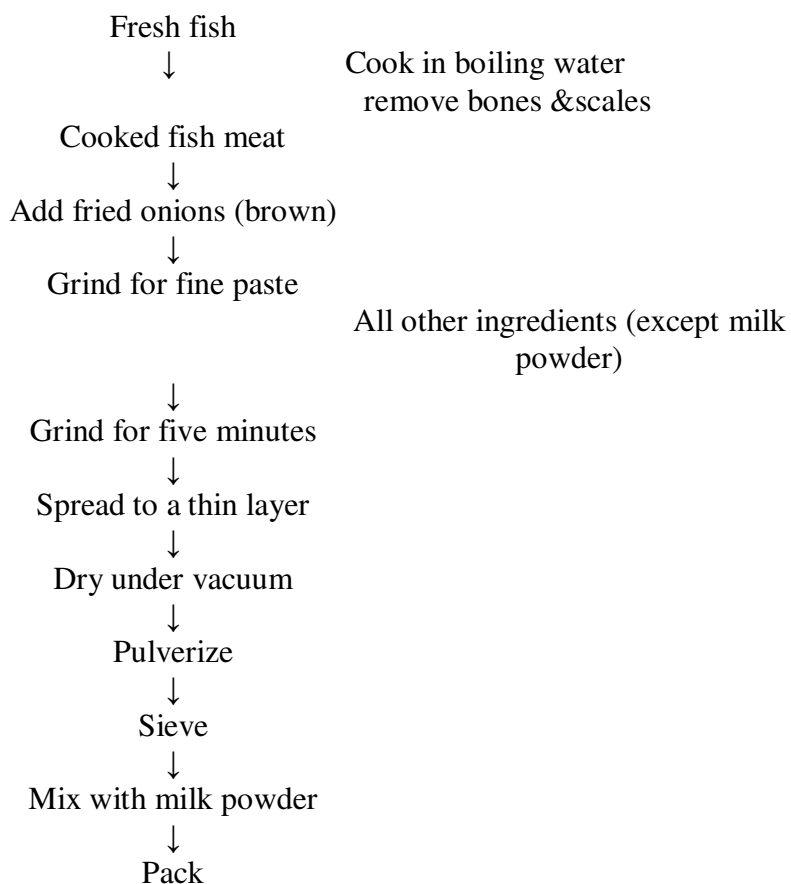 Fresh fish
↓
Cook in boiling water
remove bones &scales
Cooked fish meat
↓
Add fried onions (brown)
↓
Grind for fine paste
All other ingredients (except milk
powder)
↓
Grind for five minutes
↓
Spread to a thin layer
↓
Dry under vacuum
↓
Pulverize
↓
Sieve
↓
Mix with milk powder
↓
Pack